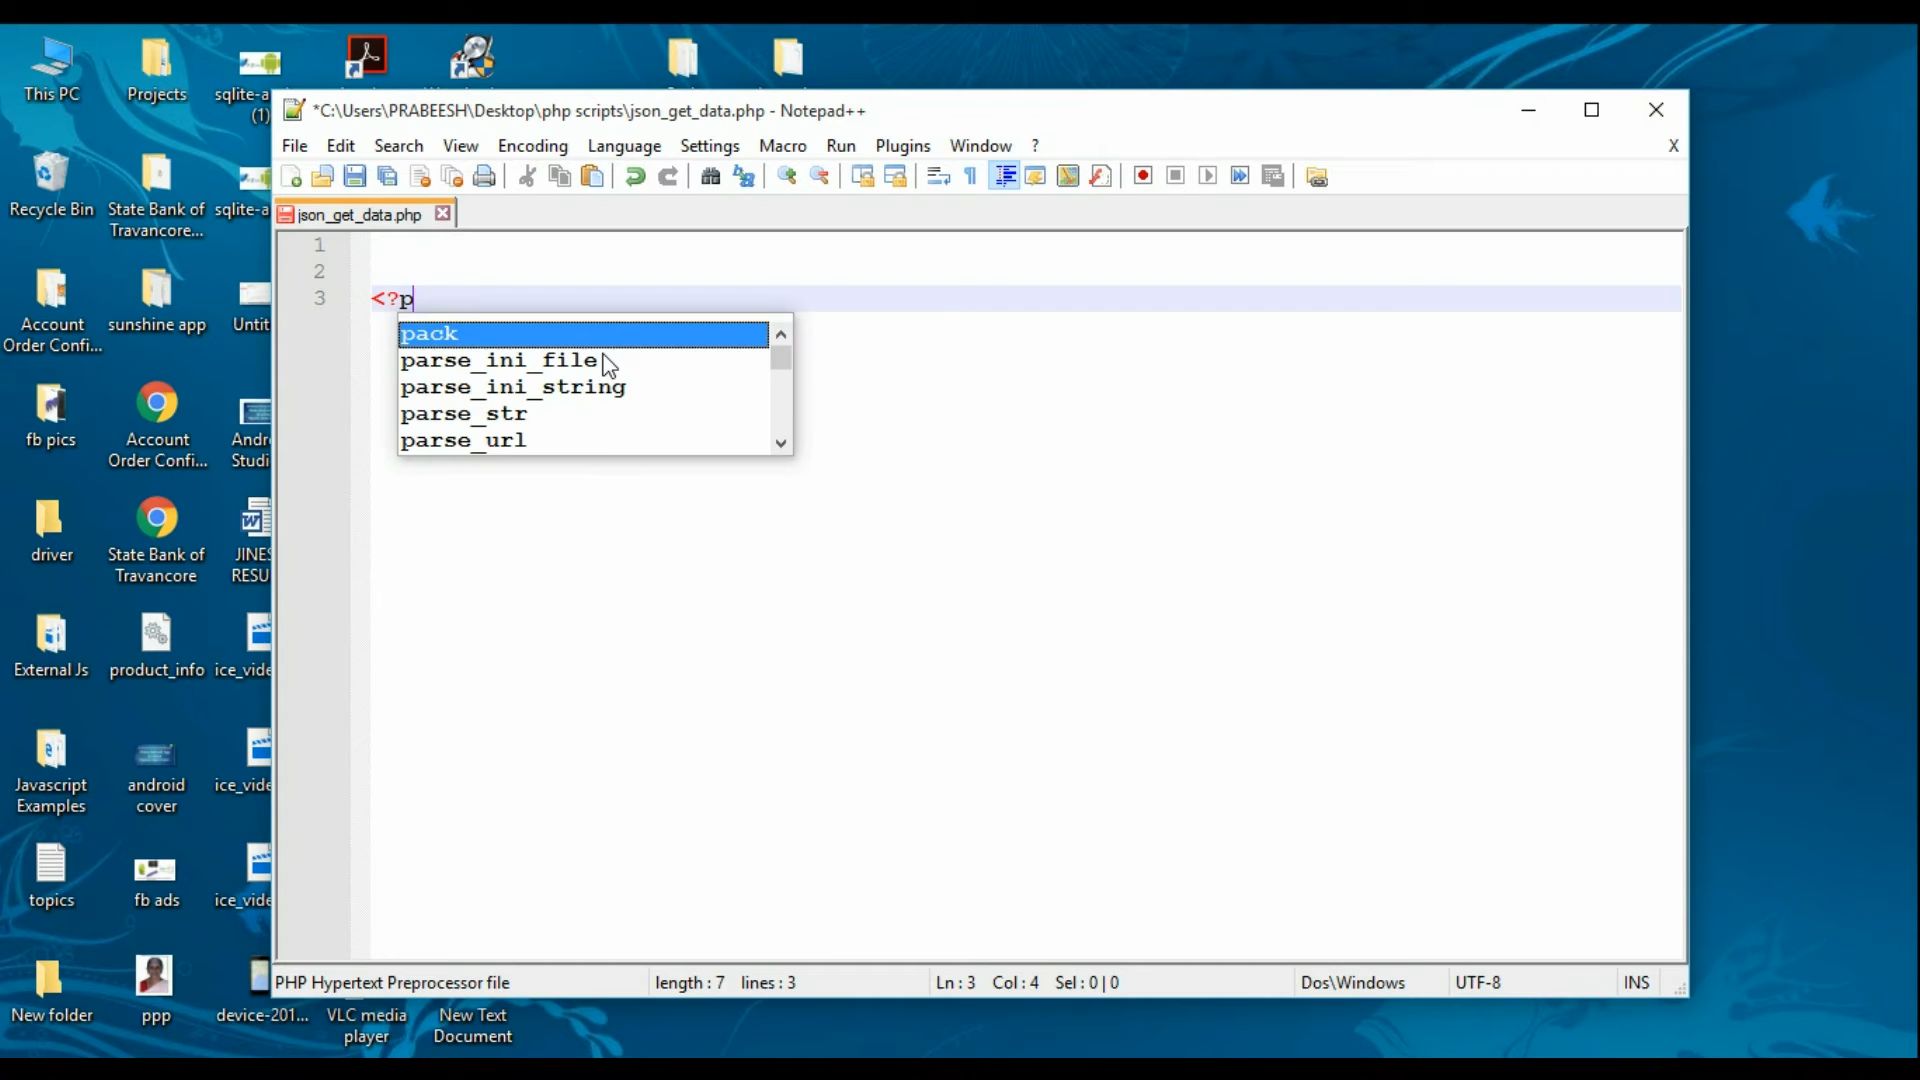 This PC
Projects
sqlite-a
(1)
*C:\Users\PRABEESH\Desktop\php scripts\json_get_data.php - Notepad++
File Edit Search View Encoding Language Settings Macro Run Plugins Window ? X
json_get_data.php
1
2
3 <?p
pack
parse_ini_file
parse_ini_string
parse_str
parse_url
Recycle Bin
State Bank of
Travancore...
sqlite-a
Account
Order Confi...
sunshine app
Untit
fb pics
Account
Order Confi...
Andr
Studi
driver
State Bank of
Travancore
JINES
RESU
External Js
product_info
ice_vide
Javascript
Examples
android
cover
ice_vide
topics
fb ads
ice_vide
PHP Hypertext Preprocessor file length : 7 lines : 3 Ln : 3 Col : 4 Sel : 0 | 0 Dos\Windows UTF-8 INS
New folder
ppp
device-201...
VLC media
player
New Text
Document